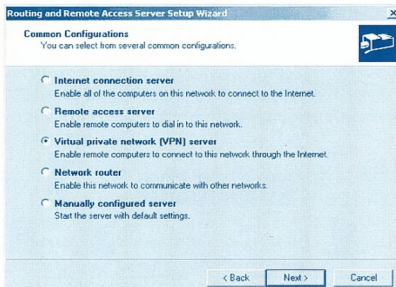 Routing and Remote Access Server Setup Wizard
Common Configurations
You can select from several common configurations.
Internet connection server
Enable all of the computers on this network to connect to the Internet.
Remote access server
Enable remote computers to dial in to this network.
Virtual private network (VPN) server
Enable remote computers to connect to this network through the Internet.
Network router
Enable this network to communicate with other networks.
Manually configured server
Start the server with default settings.
< Back Next > Cancel